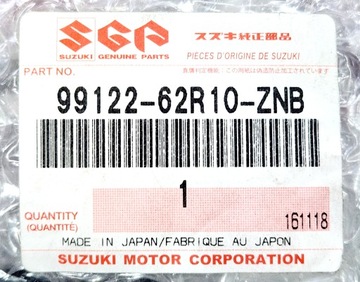 SGP
SUZUKI GENUINE PARTS
スズキ純正部品
PIECES D'ORIGINE DE SUZUKI
PART NO.
99122-62R10-ZNB
1
QUANTITY
(QUANTITÉ)
161118
MADE IN JAPAN/FABRIQUE AU JAPON
SUZUKI MOTOR CORPORATION